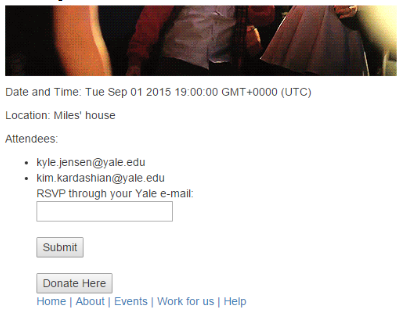 Date and Time: Tue Sep 01 2015 19:00:00 GMT+0000 (UTC)
Location: Miles' house
Attendees:
kyle.jensen@yale.edu
kim.kardashian@yale.edu
RSVP through your Yale e-mail:
Submit
Donate Here
Home | About | Events | Work for us | Help